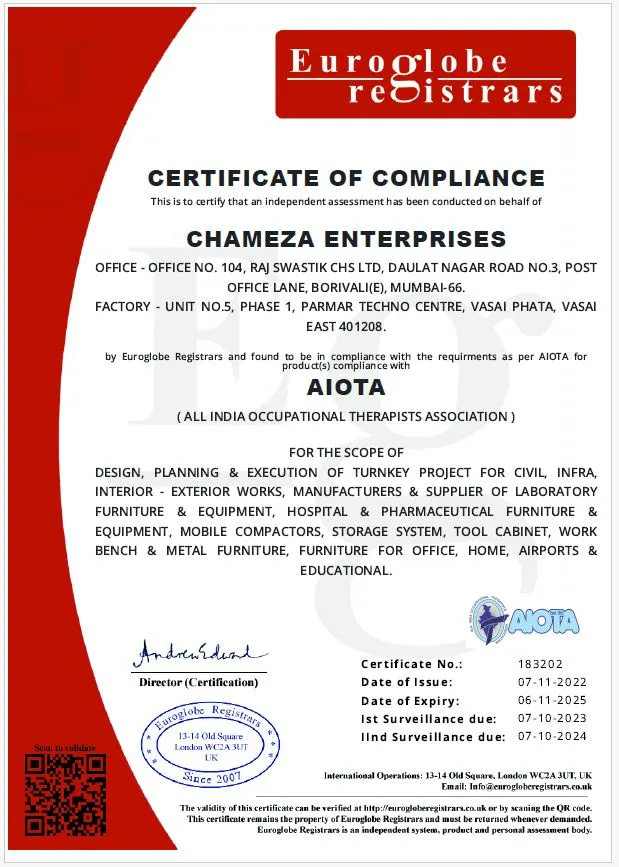 Euroglobe
registrars
CERTIFICATE OF COMPLIANCE
This is to certify that an independent assessment has been conducted on behalf of
CHAMEZA ENTERPRISES
OFFICE - OFFICE NO. 104, RAJ SWASTIK CHS LTD, DAULAT NAGAR ROAD NO.3, POST
OFFICE LANE, BORIVALI(E), MUMBAI-66.
FACTORY - UNIT NO.5, PHASE 1, PARMAR TECHNO CENTRE, VASAI PHATA, VASAI
EAST 401208.
by Euroglobe Registrars and found to be in compliance with the requirments as per AIOTA for
product(s) compliance with
AIOTA
( ALL INDIA OCCUPATIONAL THERAPISTS ASSOCIATION )
FOR THE SCOPE OF
DESIGN, PLANNING & EXECUTION OF TURNKEY PROJECT FOR CIVIL, INFRA,
INTERIOR - EXTERIOR WORKS, MANUFACTURERS & SUPPLIER OF LABORATORY
FURNITURE & EQUIPMENT, HOSPITAL & PHARMACEUTICAL FURNITURE &
EQUIPMENT, MOBILE COMPACTORS, STORAGE SYSTEM, TOOL CABINET, WORK
BENCH & METAL FURNITURE, FURNITURE FOR OFFICE, HOME, AIRPORTS &
EDUCATIONAL.
AIOTA
Director (Certification)
Euroglobe Registrars
13-14 Old Square
London WC2A 3UT
UK
Since 2007
Certificate No.: 183202
Date of Issue: 07-11-2022
Date of Expiry: 06-11-2025
Ist Surveillance due: 07-10-2023
IInd Surveillance due: 07-10-2024
Scan to validate
International Operations: 13-14 Old Square, London WC2A 3UT, UK
Email: Info@eurogloberegistrars.co.uk
The validity of this certificate can be verified at http://eurogloberegistrars.co.uk or by scaning the QR code.
This certificate remains the property of Euroglobe Registrars and must be returned whenever demanded.
Euroglobe Registrars is an independent system, product and personal assessment body.